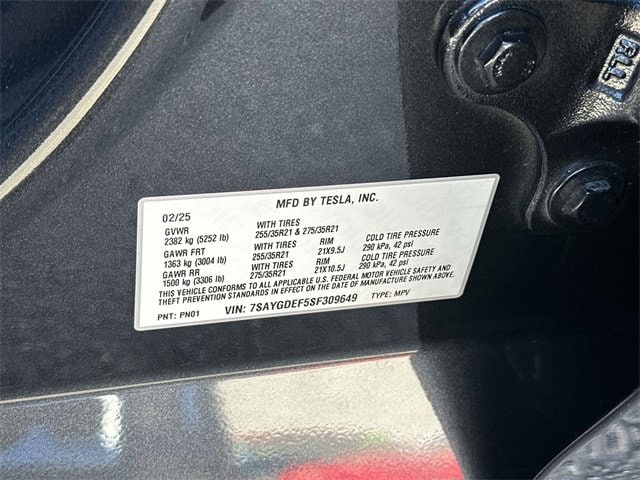 MFD BY TESLA, INC.
02/25
GVWR WITH TIRES
2382 kg (5252 lb) 255/35R21 & 275/35R21
GAWR FRT WITH TIRES RIM COLD TIRE PRESSURE
1363 kg (3004 lb) 255/35R21 21X9.5J 290 kPa, 42 psi
GAWR RR WITH TIRES RIM COLD TIRE PRESSURE
1500 kg (3306 lb) 275/35R21 21X10.5J 290 kPa, 42 psi
THIS VEHICLE CONFORMS TO ALL APPLICABLE U.S. FEDERAL MOTOR VEHICLE SAFETY AND
THEFT PREVENTION STANDARDS IN EFFECT ON THE DATE OF MANUFACTURE SHOWN ABOVE.
PNT: PN01 VIN: 7SAYGDEF5SF309649 TYPE: MPV